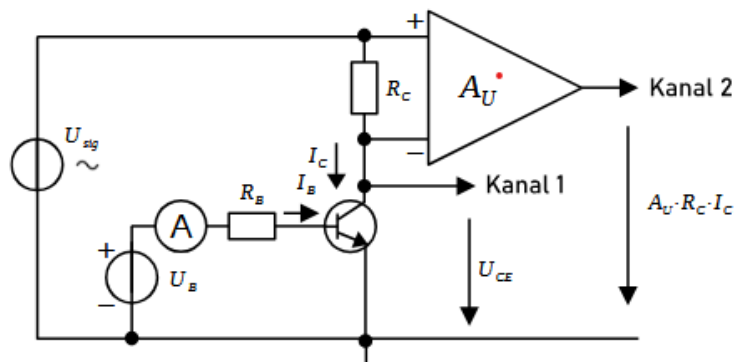 +
R_C
A_U
Kanal 2
−
U_sig
~
I_C
Kanal 1
R_B
I_B
A_U·R_C·I_C
A
+
U_B
−
U_CE